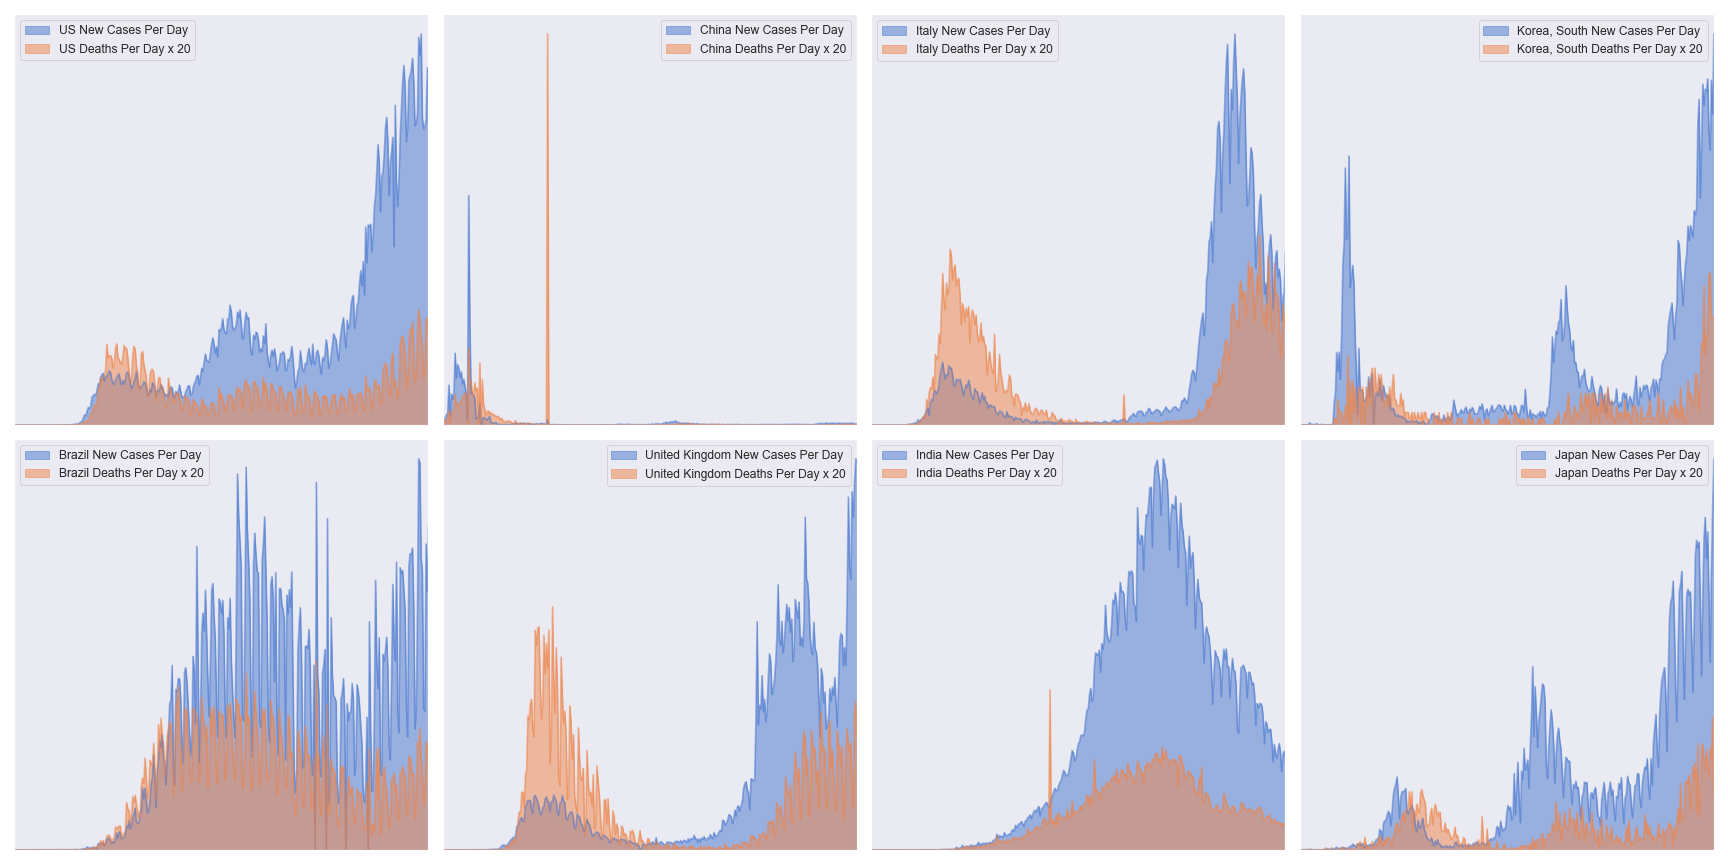 US New Cases Per Day
US Deaths Per Day x 20
China New Cases Per Day
China Deaths Per Day x 20
Italy New Cases Per Day
Italy Deaths Per Day x 20
Korea, South New Cases Per Day
Korea, South Deaths Per Day x 20
Brazil New Cases Per Day
Brazil Deaths Per Day x 20
United Kingdom New Cases Per Day
United Kingdom Deaths Per Day x 20
India New Cases Per Day
India Deaths Per Day x 20
Japan New Cases Per Day
Japan Deaths Per Day x 20